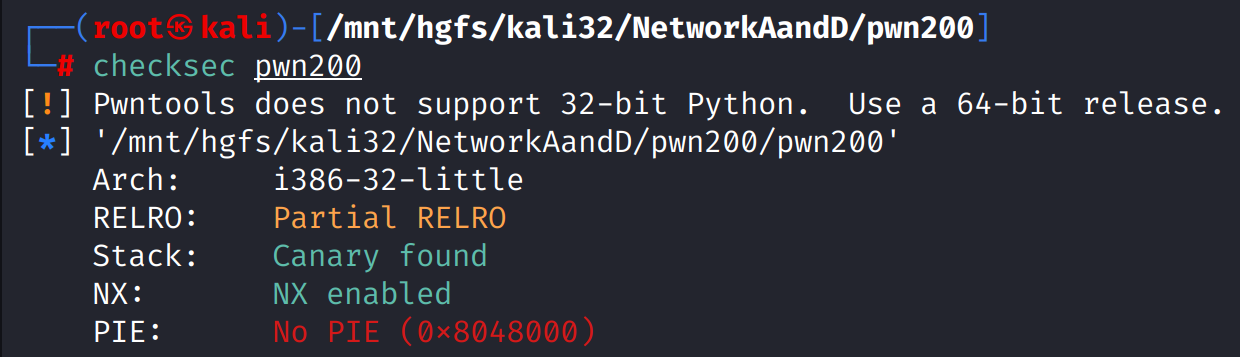 ┌──(root㉿kali)-[/mnt/hgfs/kali32/NetworkAandD/pwn200]
└─# checksec pwn200
[!] Pwntools does not support 32-bit Python.  Use a 64-bit release.
[*] '/mnt/hgfs/kali32/NetworkAandD/pwn200/pwn200'
    Arch:     i386-32-little
    RELRO:    Partial RELRO
    Stack:    Canary found
    NX:       NX enabled
    PIE:      No PIE (0x8048000)